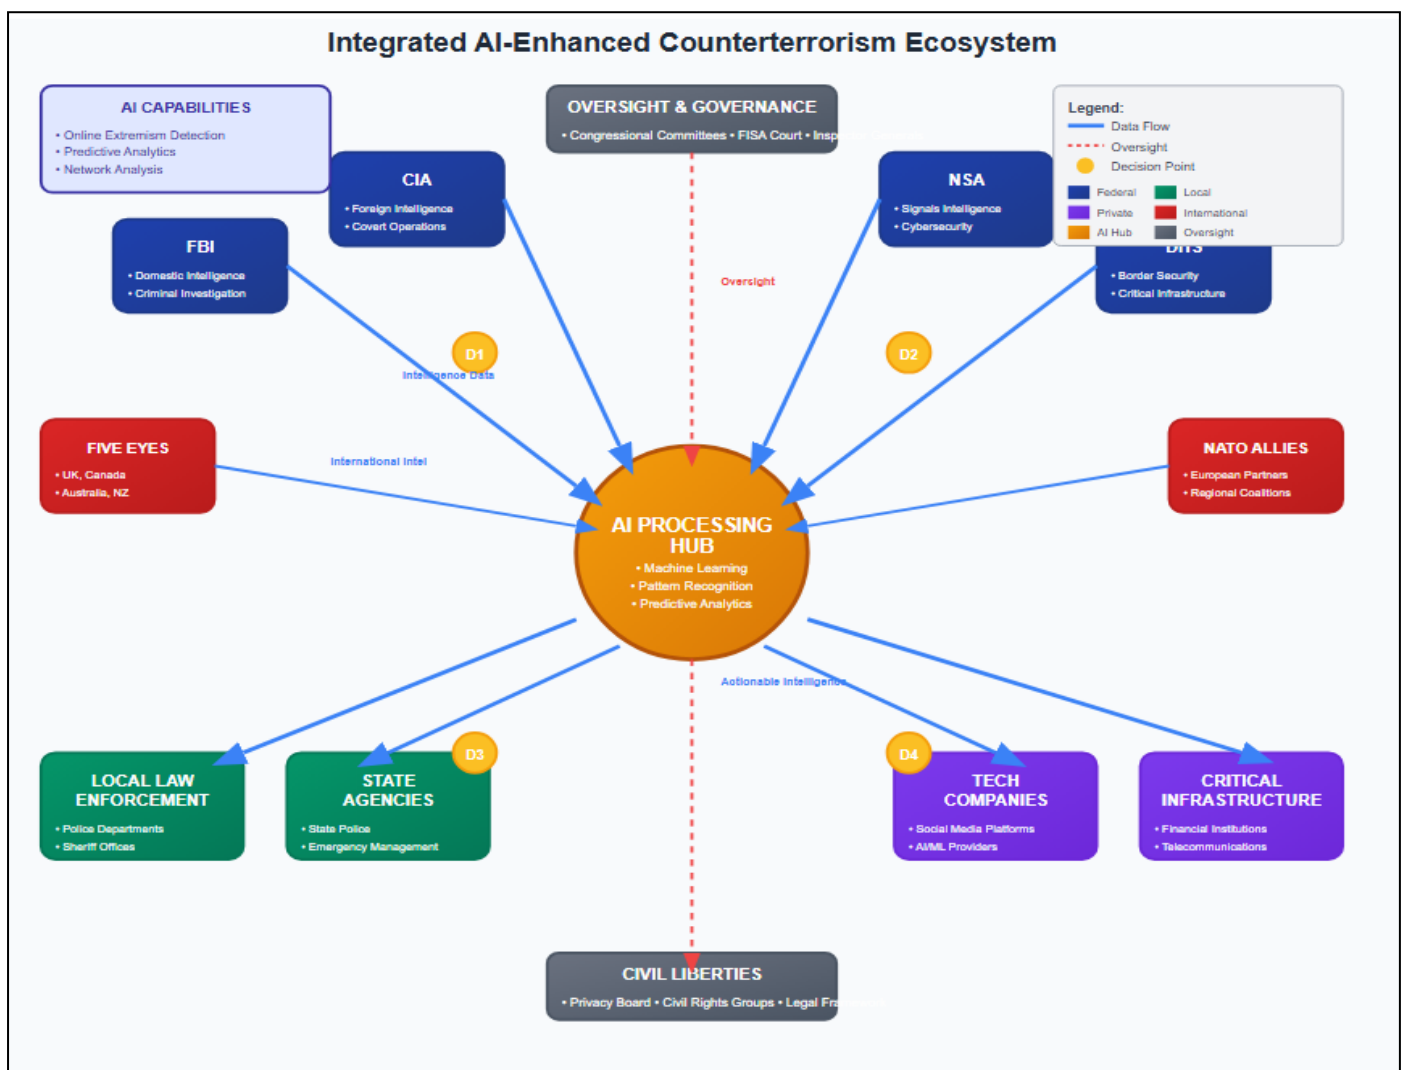 Integrated AI-Enhanced Counterterrorism Ecosystem
AI CAPABILITIES
• Online Extremism Detection
• Predictive Analytics
• Network Analysis
OVERSIGHT & GOVERNANCE
• Congressional Committees • FISA Court •
Legend:
Data Flow
Oversight
Decision Point
Federal
Local
Private
International
AI Hub
Oversight
CIA
• Foreign Intelligence
• Covert Operations
NSA
• Signals Intelligence
• Cybersecurity
FBI
• Domestic Intelligence
• Criminal Investigation
• Border Security
• Critical Infrastructure
Oversight
D1
Intelligence Data
D2
FIVE EYES
• UK, Canada
• Australia, NZ
International Intel
NATO ALLIES
• European Partners
• Regional Coalitions
AI PROCESSING
HUB
• Machine Learning
• Pattern Recognition
• Predictive Analytics
Actionable Intelligence
LOCAL LAW
ENFORCEMENT
• Police Departments
• Sheriff Offices
STATE
AGENCIES
• State Police
• Emergency Management
D3
D4
TECH
COMPANIES
• Social Media Platforms
• AI/ML Providers
CRITICAL
INFRASTRUCTURE
• Financial Institutions
• Telecommunications
CIVIL LIBERTIES
• Privacy Board • Civil Rights Groups • Legal